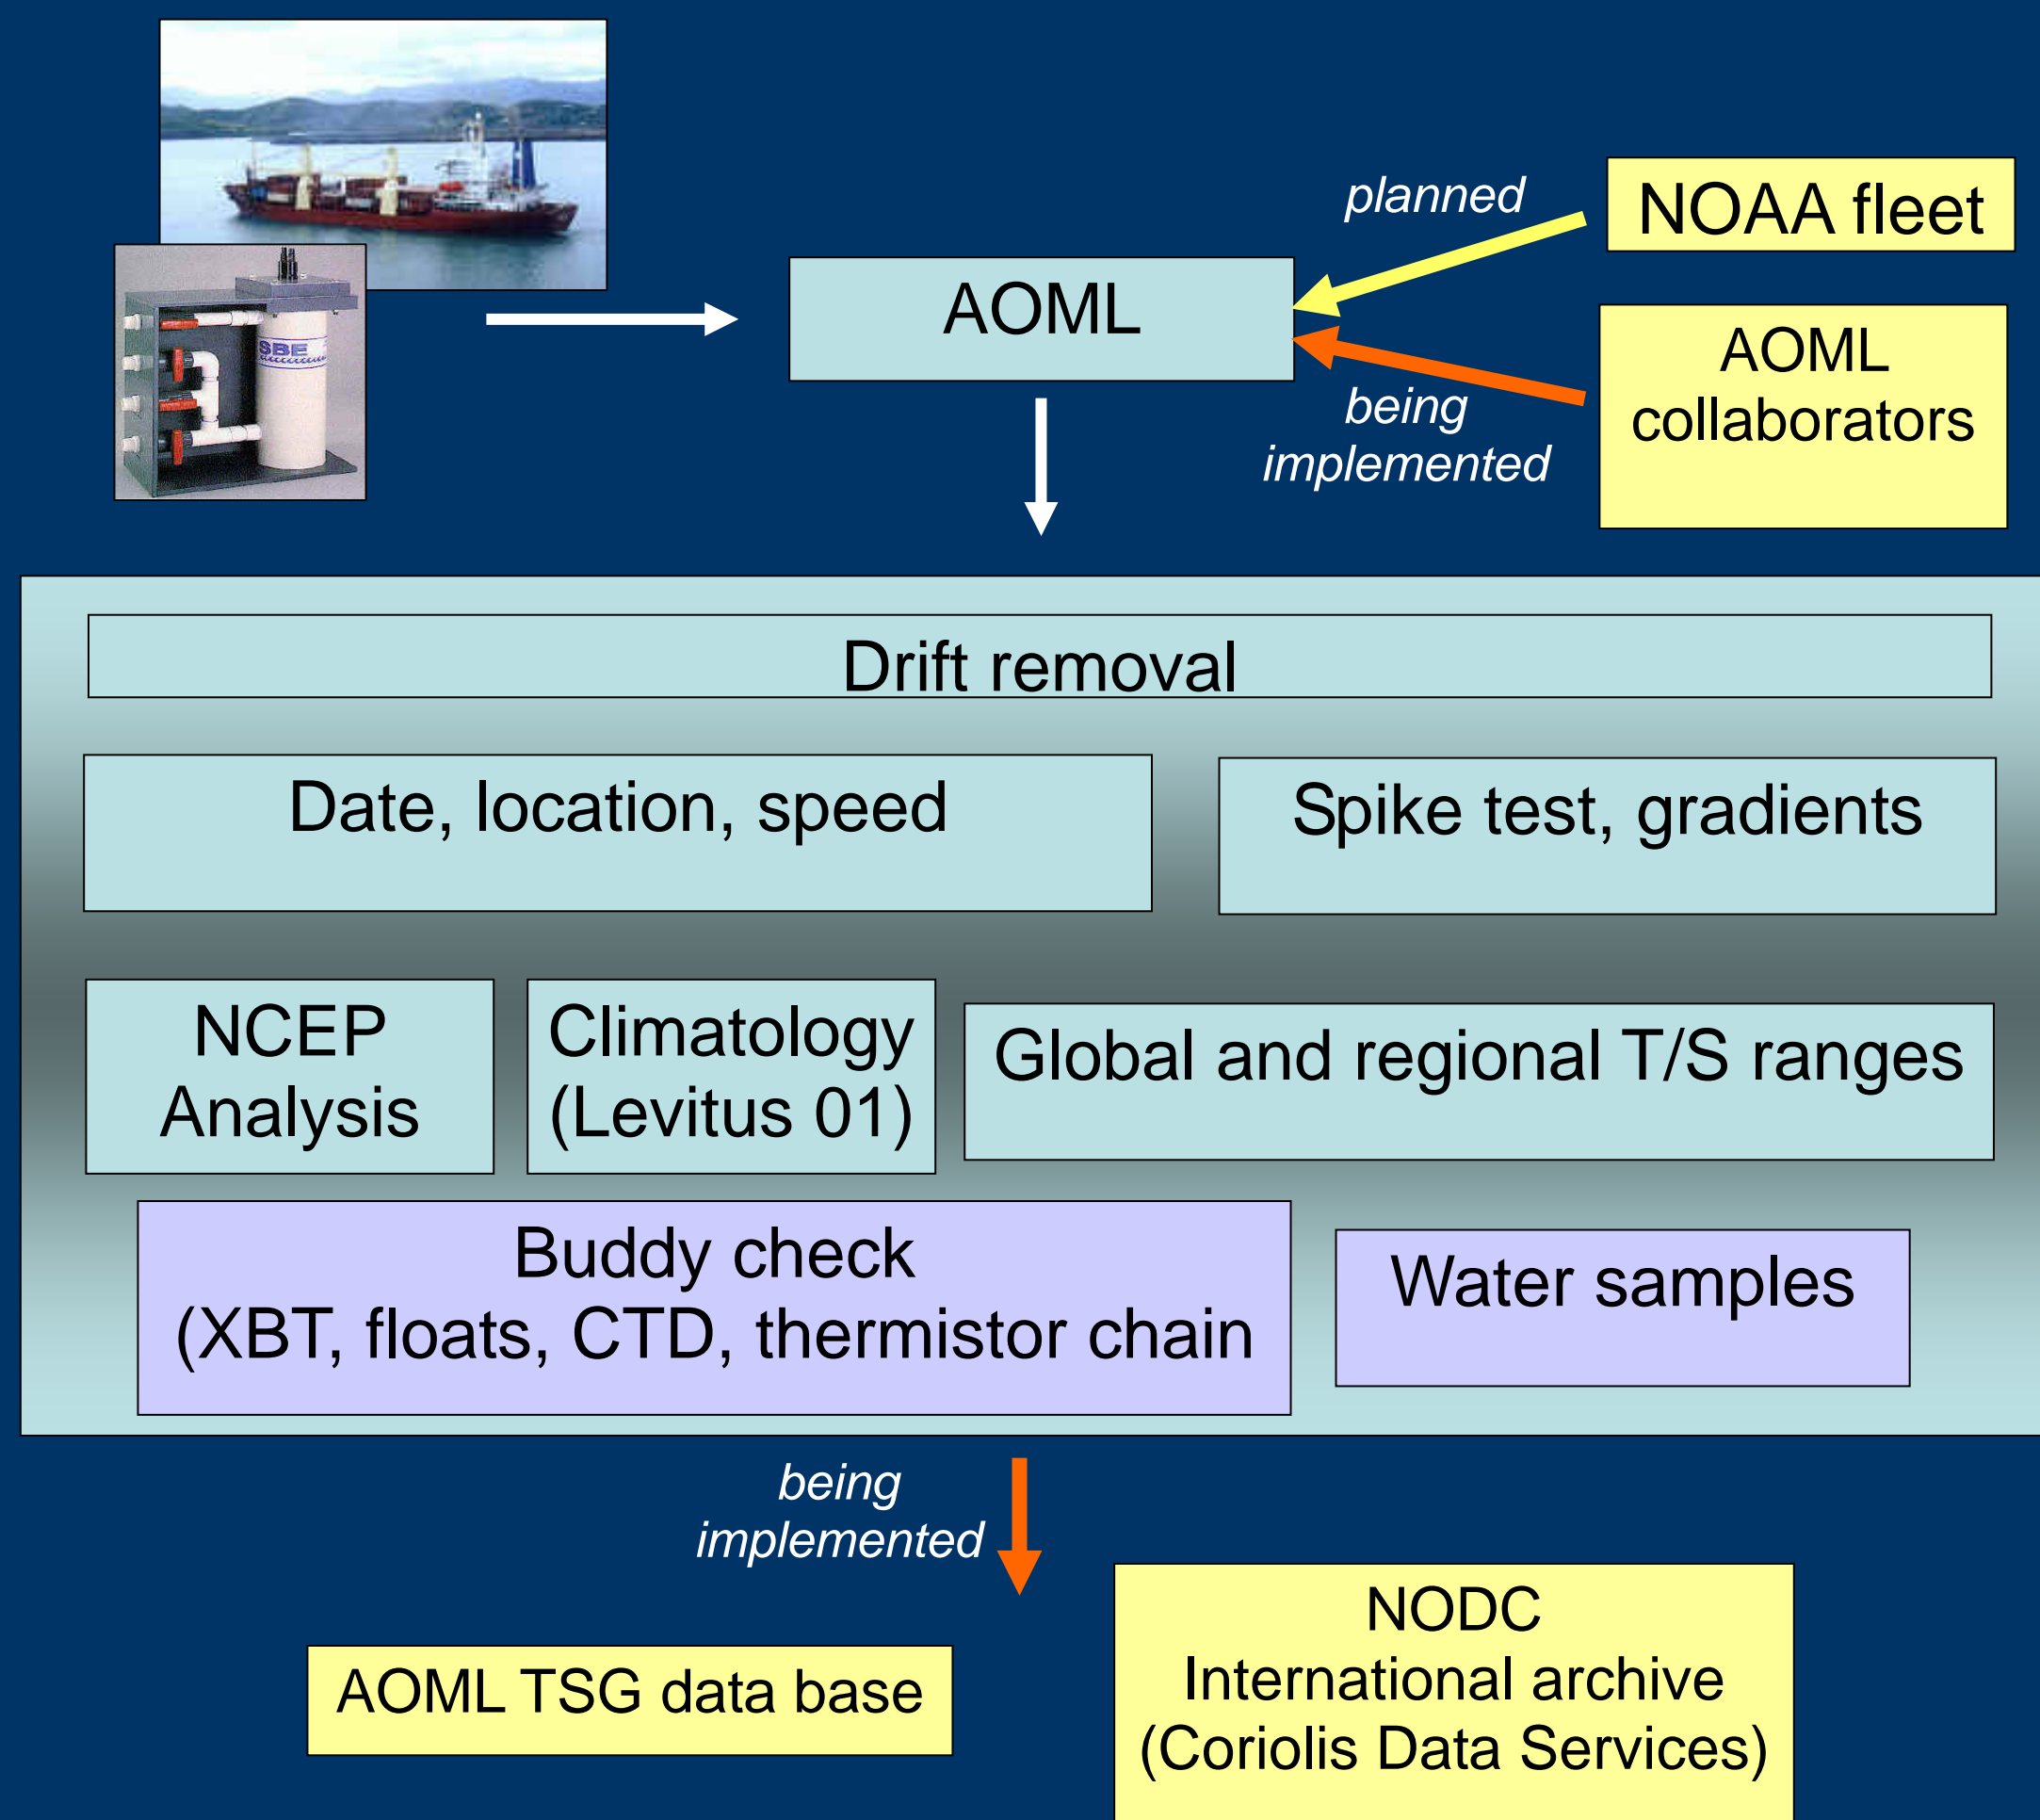 planned
NOAA fleet
SBE
AOML
AOML
collaborators
being
implemented
Drift removal
Date, location, speed
Spike test, gradients
NCEP
Analysis
Climatology
(Levitus 01)
Global and regional T/S ranges
Buddy check
(XBT, floats, CTD, thermistor chain
Water samples
being
implemented
AOML TSG data base
NODC
International archive
(Coriolis Data Services)